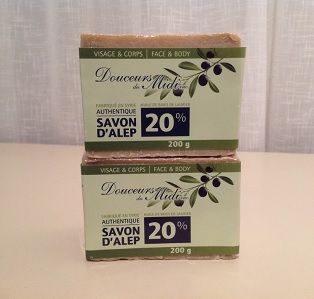 VISAGE & CORPS | FACE & BODY
Douceurs
du Midi
FABRIQUÉ EN SYRIE
HUILE DE BAIES DE LAURIER
AUTHENTIQUE
SAVON
D'ALEP
20%
200 g
VISAGE & CORPS | FACE & BODY
Douceurs
du Midi
FABRIQUÉ EN SYRIE
HUILE DE BAIES DE LAURIER
AUTHENTIQUE
SAVON
D'ALEP
20%
200 g